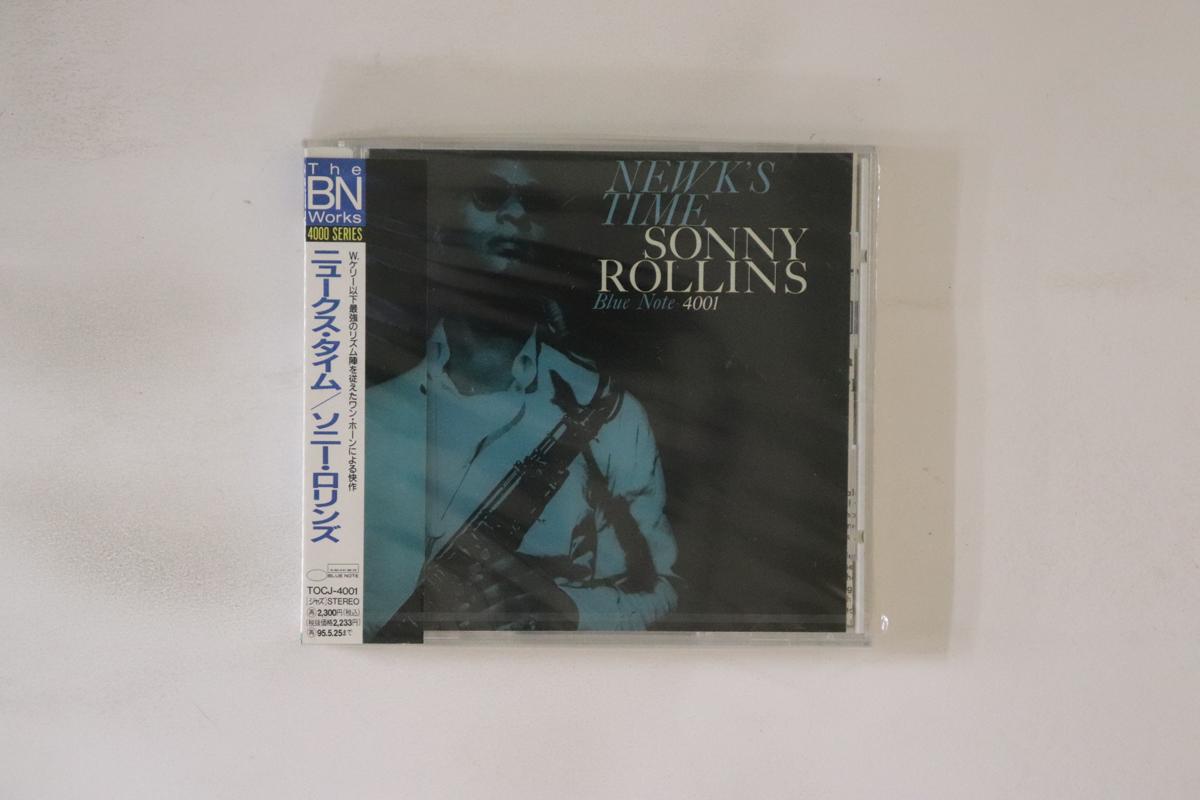 The
BN
Works
4000 SERIES
ニュークス・タイム/ソニー・ロリンズ
W.ケリー以下最強のリズム陣を従えたワン・ホーンによる快作
BLUE NOTE
TOCJ-4001
[ジャズ] STEREO
再 2,300円(税込)
(税抜価格2,233円)
再 95.5.25まで
NEWK'S
TIME
SONNY
ROLLINS
Blue Note 4001